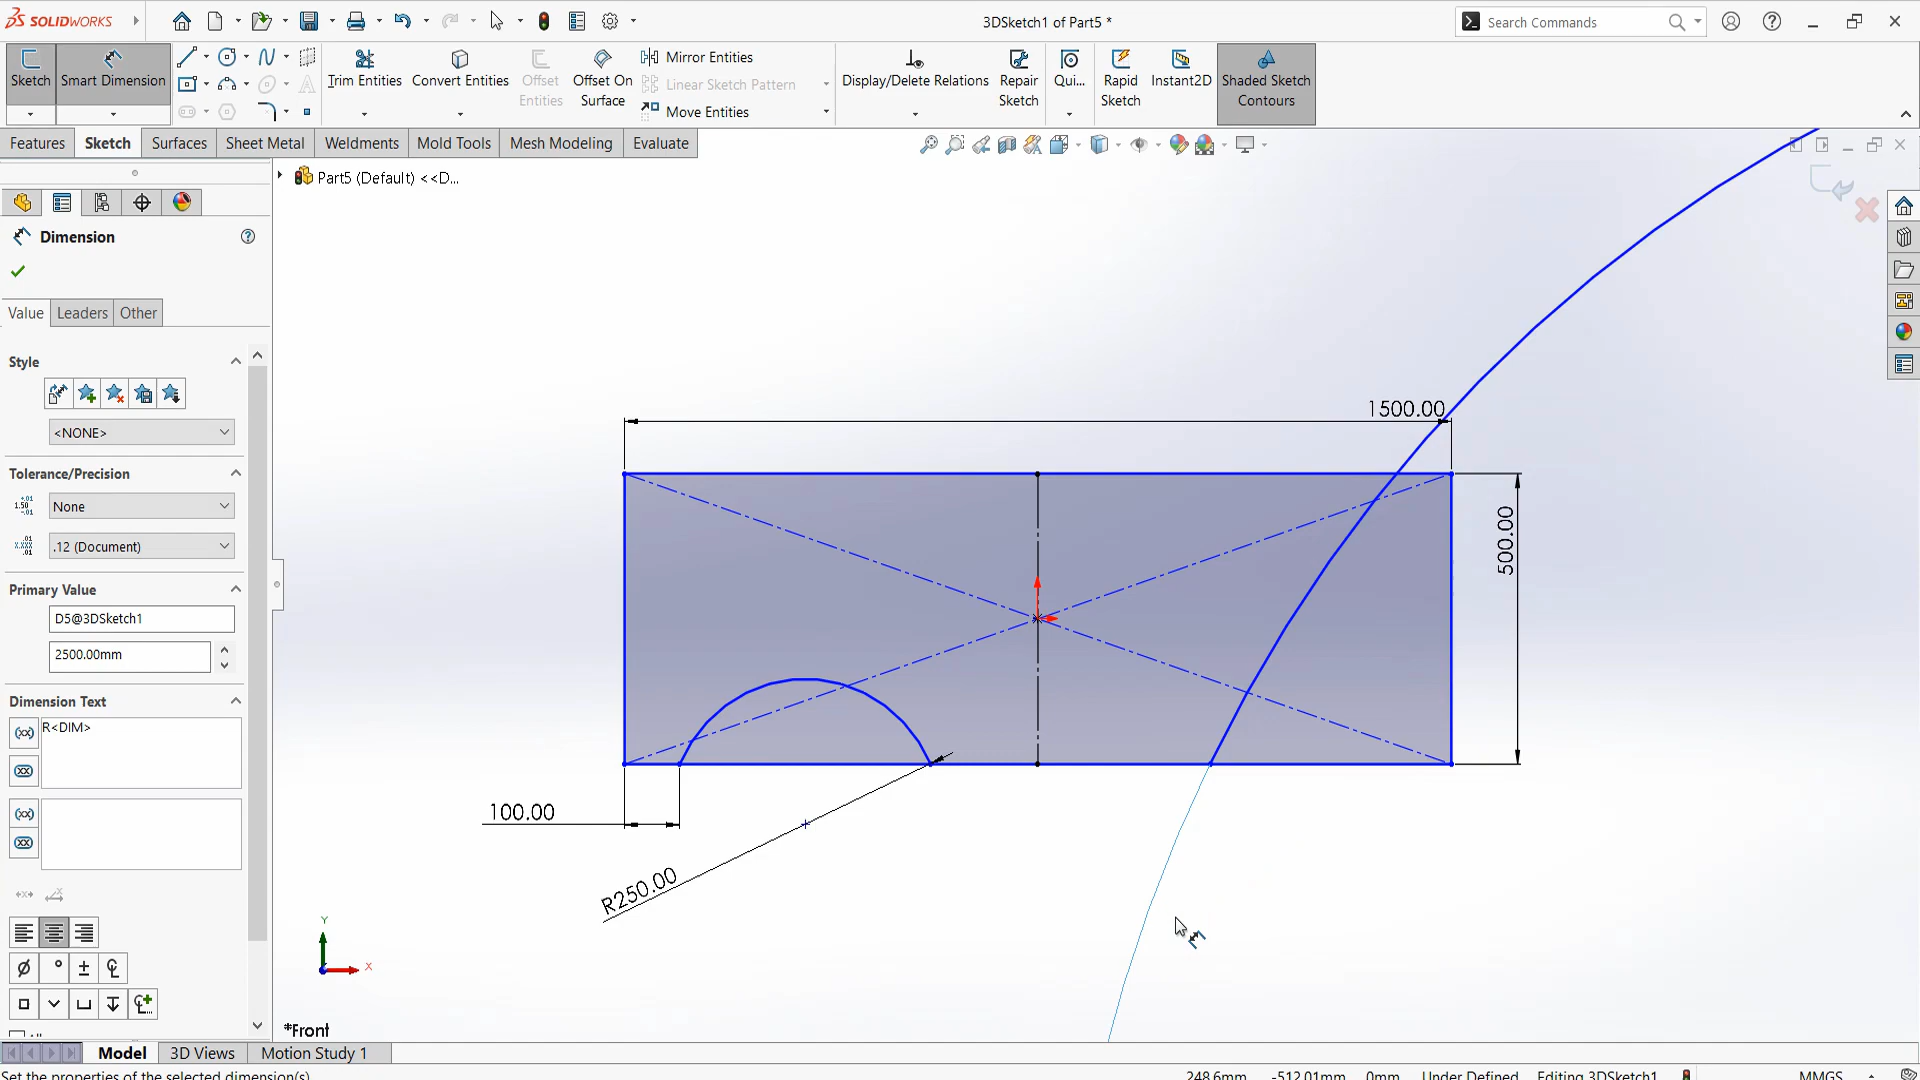 SOLIDWORKS
3DSketch1 of Part5 *
Search Commands
Sketch
Smart Dimension
Trim Entities
Convert Entities
Offset Entities
Offset On Surface
Mirror Entities
Linear Sketch Pattern
Move Entities
Display/Delete Relations
Repair Sketch
Qui...
Rapid Sketch
Instant2D
Shaded Sketch Contours
Features
Sketch
Surfaces
Sheet Metal
Weldments
Mold Tools
Mesh Modeling
Evaluate
Part5 (Default) <<D...
Dimension
Value
Leaders
Other
Style
<NONE>
Tolerance/Precision
None
.12 (Document)
Primary Value
D5@3DSketch1
2500.00mm
Dimension Text
R<DIM>
1500.00
500.00
100.00
R250.00
Y
X
*Front
Model
3D Views
Motion Study 1
Set the properties of the selected dimension(s)
248.6mm
-512.01mm
0mm
Under Defined
Editing 3DSketch1
MMGS